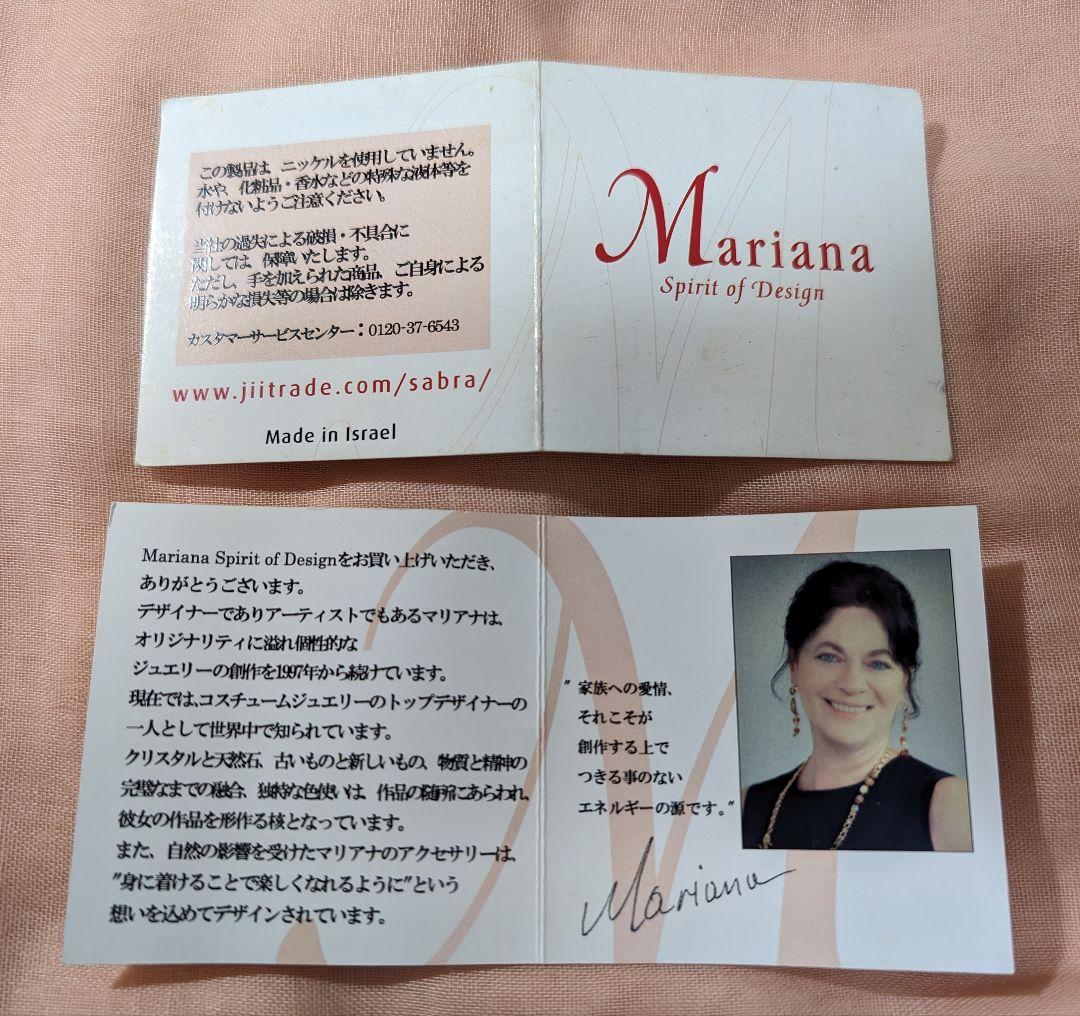 この製品は、ニッケルを使用していません。
水や、化粧品・香水などの特殊な液体等を
付けないようご注意ください。
当社の過失による破損・不具合に
関しては、保障いたします。
ただし、手を加えられた商品、ご自身による
明らかな損失等の場合は除きます。
カスタマーサービスセンター：0120-37-6543
www.jiitrade.com/sabra/
Made in Israel
Mariana
Spirit of Design
Mariana Spirit of Designをお買い上げいただき、
ありがとうございます。
デザイナーでありアーティストでもあるマリアナは、
オリジナリティに溢れ個性的な
ジュエリーの創作を1997年から続けています。
現在では、コスチュームジュエリーのトップデザイナーの
一人として世界中で知られています。
クリスタルと天然石、古いものと新しいもの、物質と精神の
完璧なまでの融合、独特な色使いは、作品の随所にあらわれ、
彼女の作品を形作る核となっています。
また、自然の影響を受けたマリアナのアクセサリーは、
"身に着けることで楽しくなれるように"という
想いを込めてデザインされています。
"家族への愛情、
それこそが
創作する上で
つきる事のない
エネルギーの源です。"
Mariana